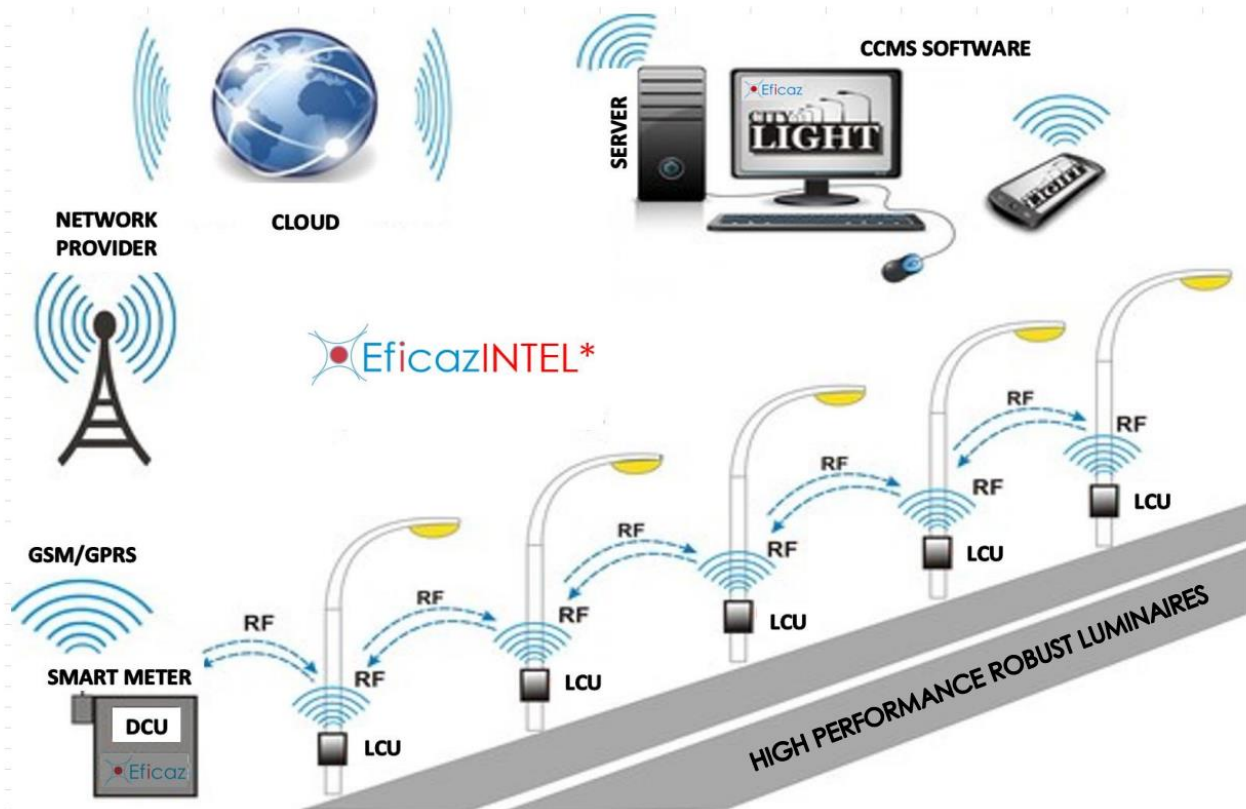 CCMS SOFTWARE
SERVER
Eficaz
CITY
LIGHT
NETWORK
PROVIDER
CLOUD
EficazINTEL*
RF
RF
LCU
RF
RF
LCU
RF
RF
LCU
RF
RF
LCU
RF
RF
LCU
GSM/GPRS
SMART METER
DCU
Eficaz
HIGH PERFORMANCE ROBUST LUMINAIRES